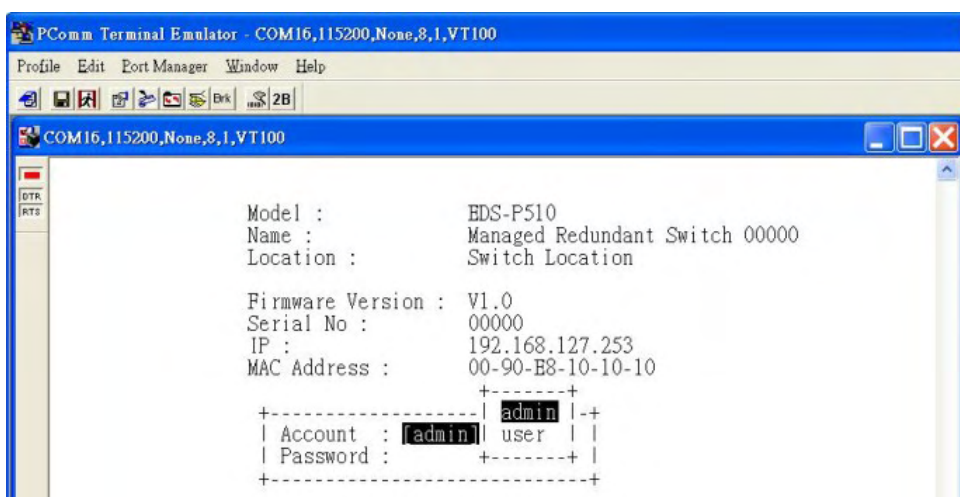 PComm Terminal Emulator - COM16,115200,None,8,1,VT100
Profile Edit Port Manager Window Help
Brk 2B
COM16,115200,None,8,1,VT100
DTR
RTS
Model : EDS-P510
Name : Managed Redundant Switch 00000
Location : Switch Location
Firmware Version : V1.0
Serial No : 00000
IP : 192.168.127.253
MAC Address : 00-90-E8-10-10-10
+-------+
+-------------------| admin |-+
| Account : [admin]| user | |
| Password : +-------+ |
+-----------------------------+